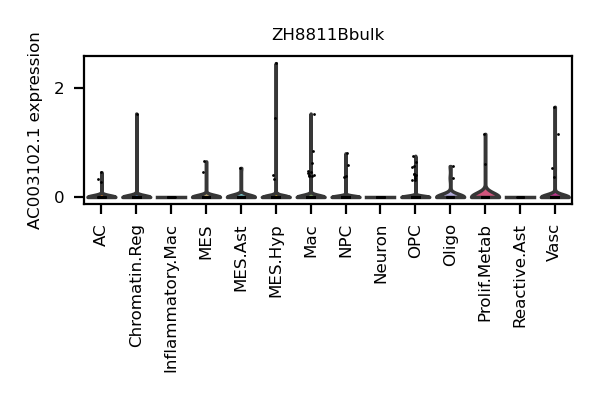 ZH8811Bbulk
AC003102.1 expression
2
0
AC
Chromatin.Reg
Inflammatory.Mac
MES
MES.Ast
MES.Hyp
Mac
NPC
Neuron
OPC
Oligo
Prolif.Metab
Reactive.Ast
Vasc